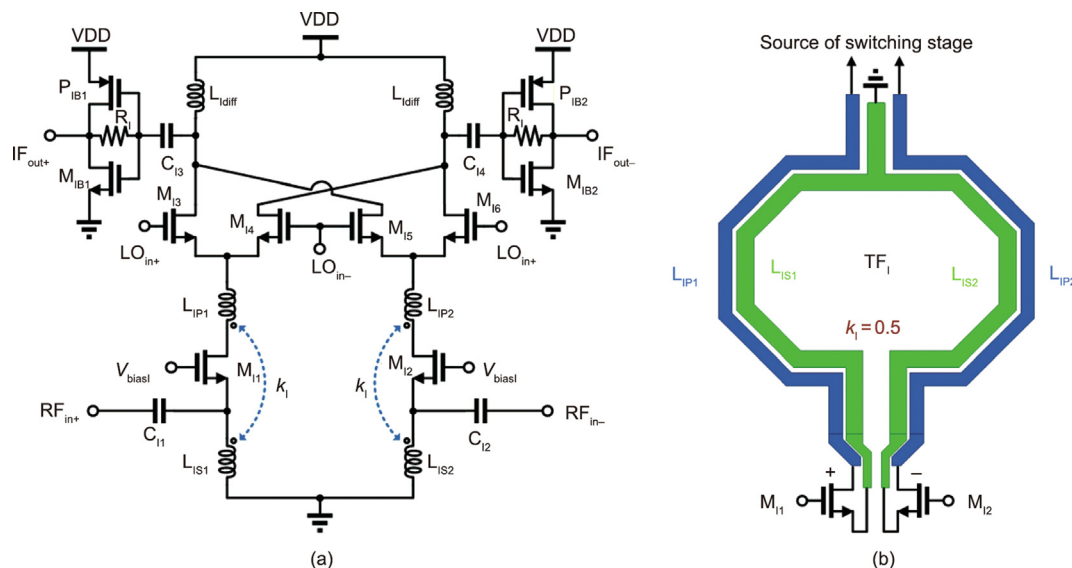 (a)
VDD
VDD
VDD
P_IB1
L_Idiff
L_Idiff
P_IB2
R_I
R_I
IF_out+
C_I3
C_I4
IF_out−
M_IB1
M_IB2
M_I3
M_I4
M_I5
M_I6
LO_in+
LO_in−
LO_in+
L_IP1
L_IP2
M_I1
M_I2
V_biasI
k_I
k_I
V_biasI
RF_in+
C_I1
C_I2
RF_in−
L_IS1
L_IS2
(a)
(b)
Source of switching stage
L_IP1
L_IS1
TF_I
L_IS2
L_IP2
k_I = 0.5
+
−
M_I1
M_I2
(b)